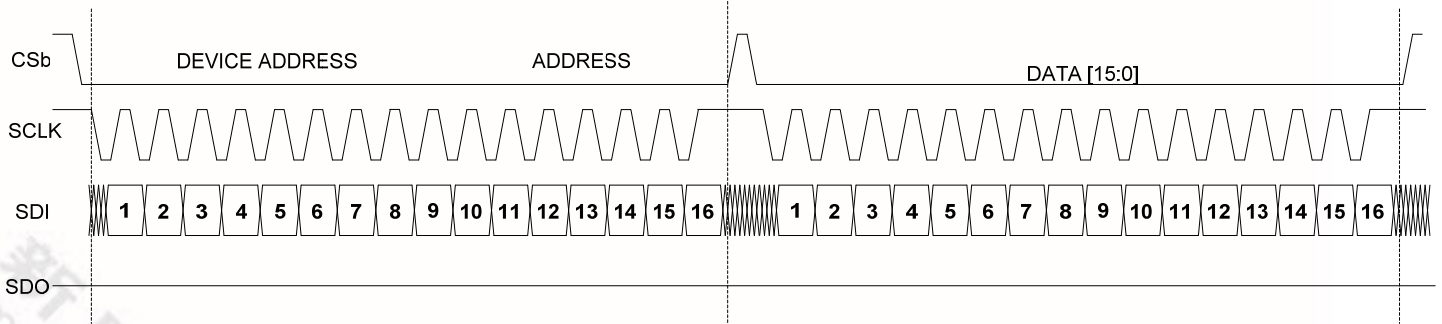 CSb DEVICE ADDRESS ADDRESS DATA [15:0]
SCLK
SDI 1 2 3 4 5 6 7 8 9 10 11 12 13 14 15 16 1 2 3 4 5 6 7 8 9 10 11 12 13 14 15 16
SDO